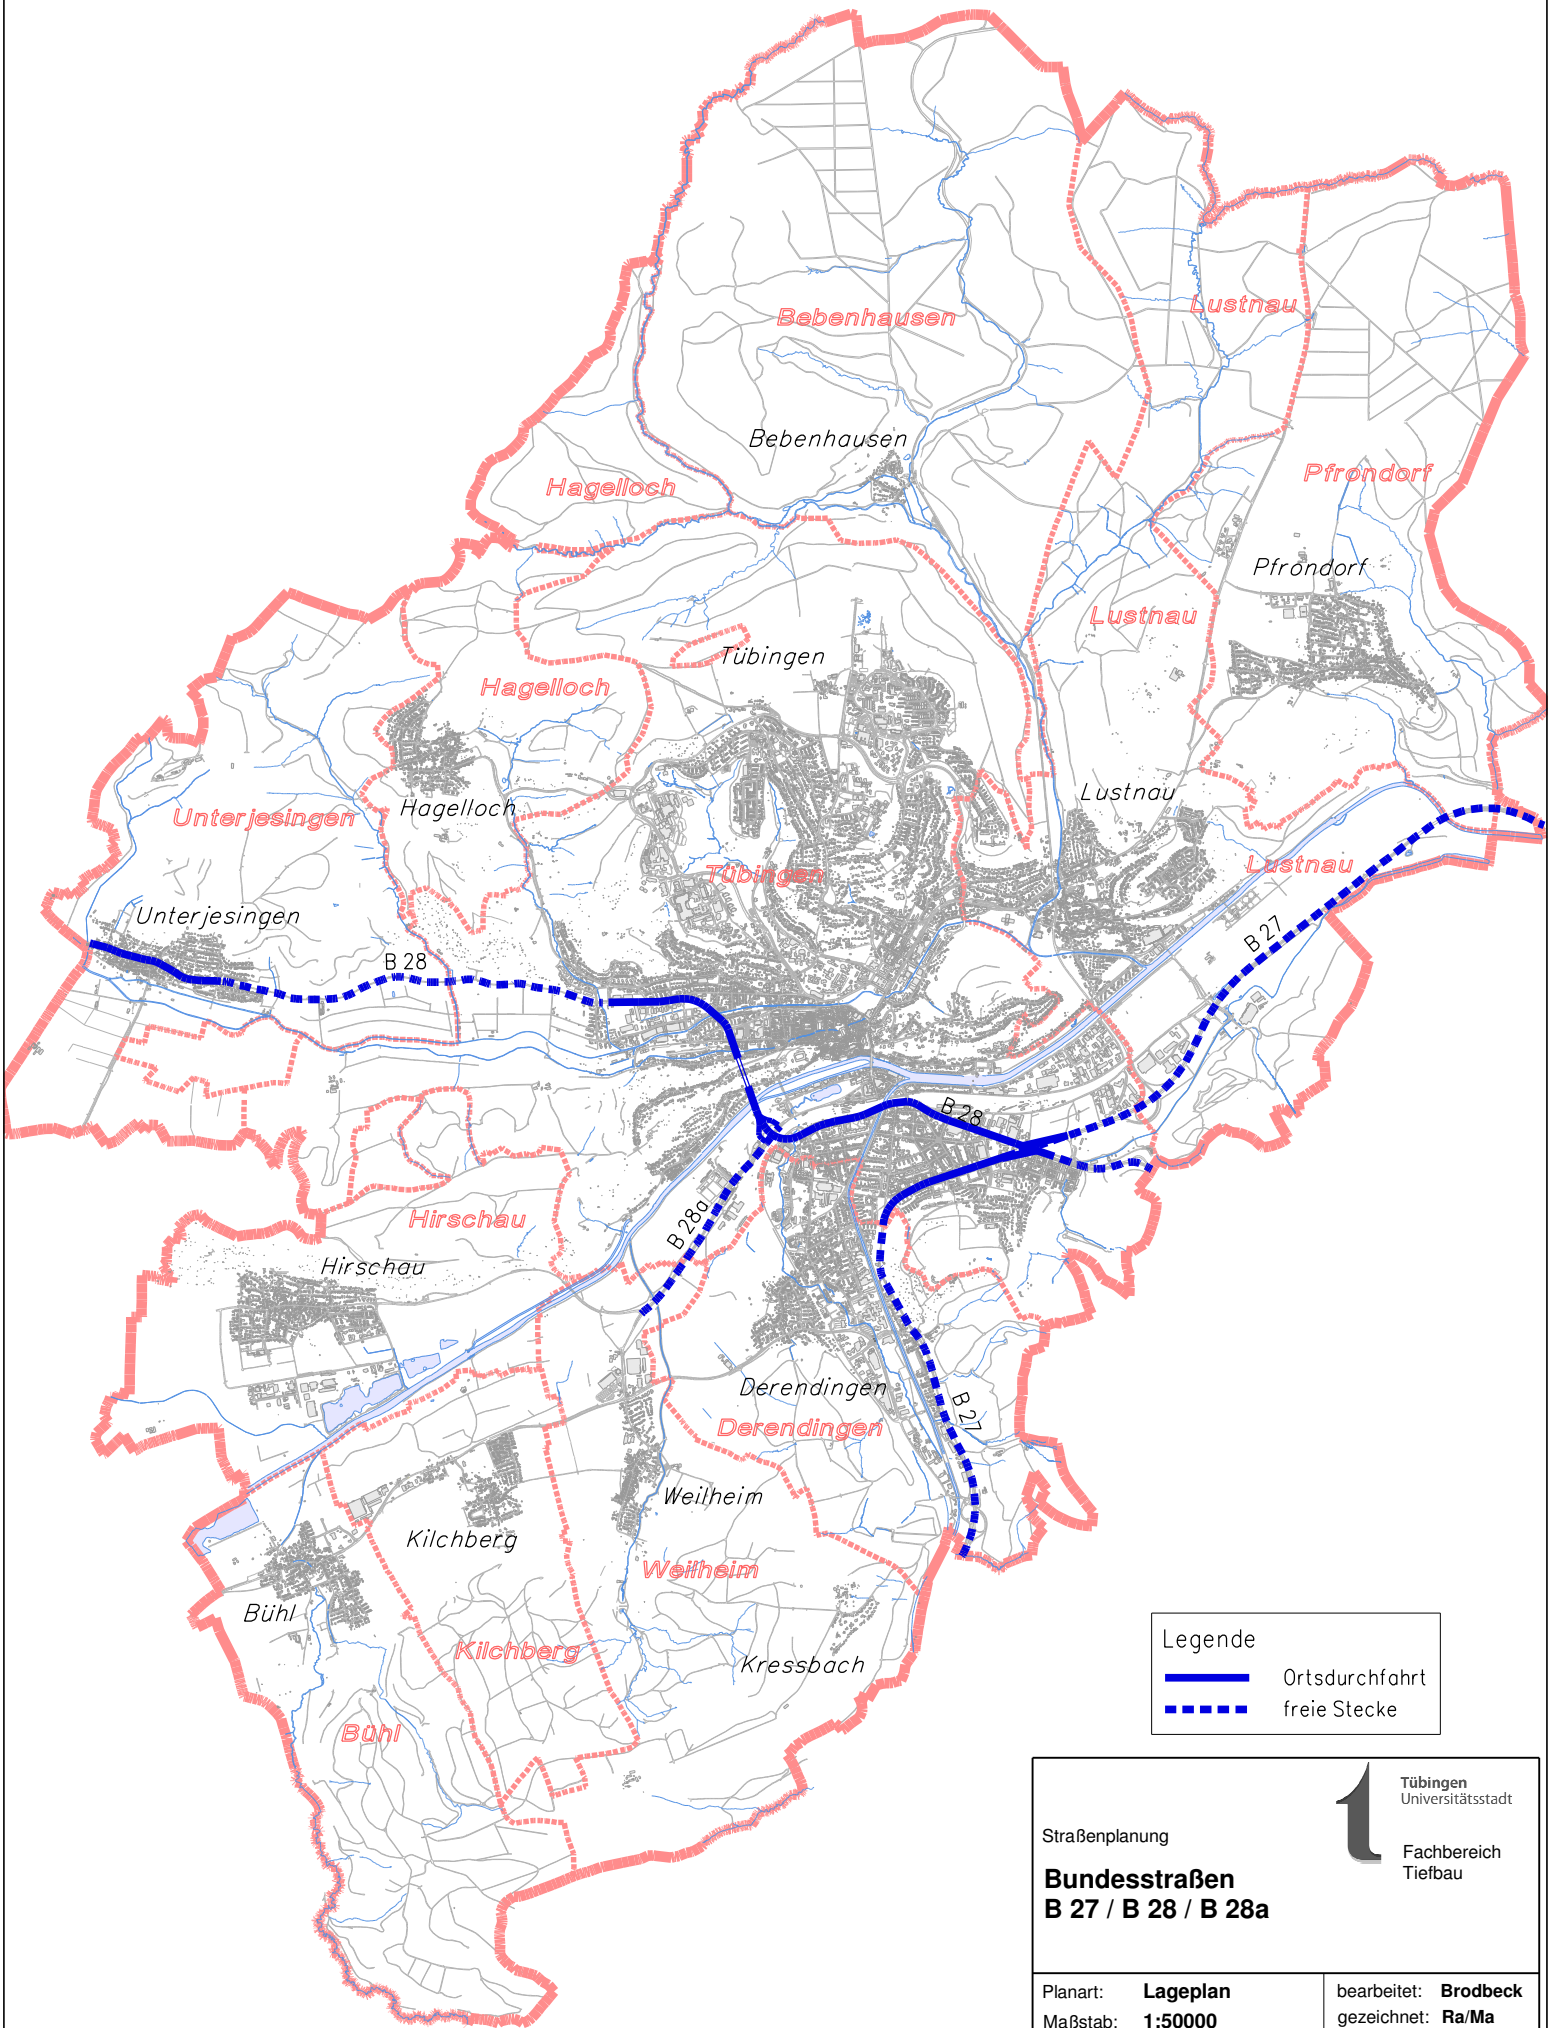 Bebenhausen
Lustnau
Bebenhausen
Pfrondorf
Hagelloch
Pfrondorf
Lustnau
Tübingen
Hagelloch
Lustnau
Hagelloch
Unterjesingen
Lustnau
Tübingen
Unterjesingen
B 27
B 28
B 28
Hirschau
B 28a
Hirschau
Derendingen
B 27
Derendingen
Weilheim
Kilchberg
Weilheim
Bühl
Kilchberg
Kressbach
Bühl
Legende
Ortsdurchfahrt
freie Stecke
Tübingen
Universitätsstadt
Straßenplanung
Fachbereich
Tiefbau
Bundesstraßen
B 27 / B 28 / B 28a
Planart: Lageplan
bearbeitet: Brodbeck
Maßstab: 1:50000
gezeichnet: Ra/Ma